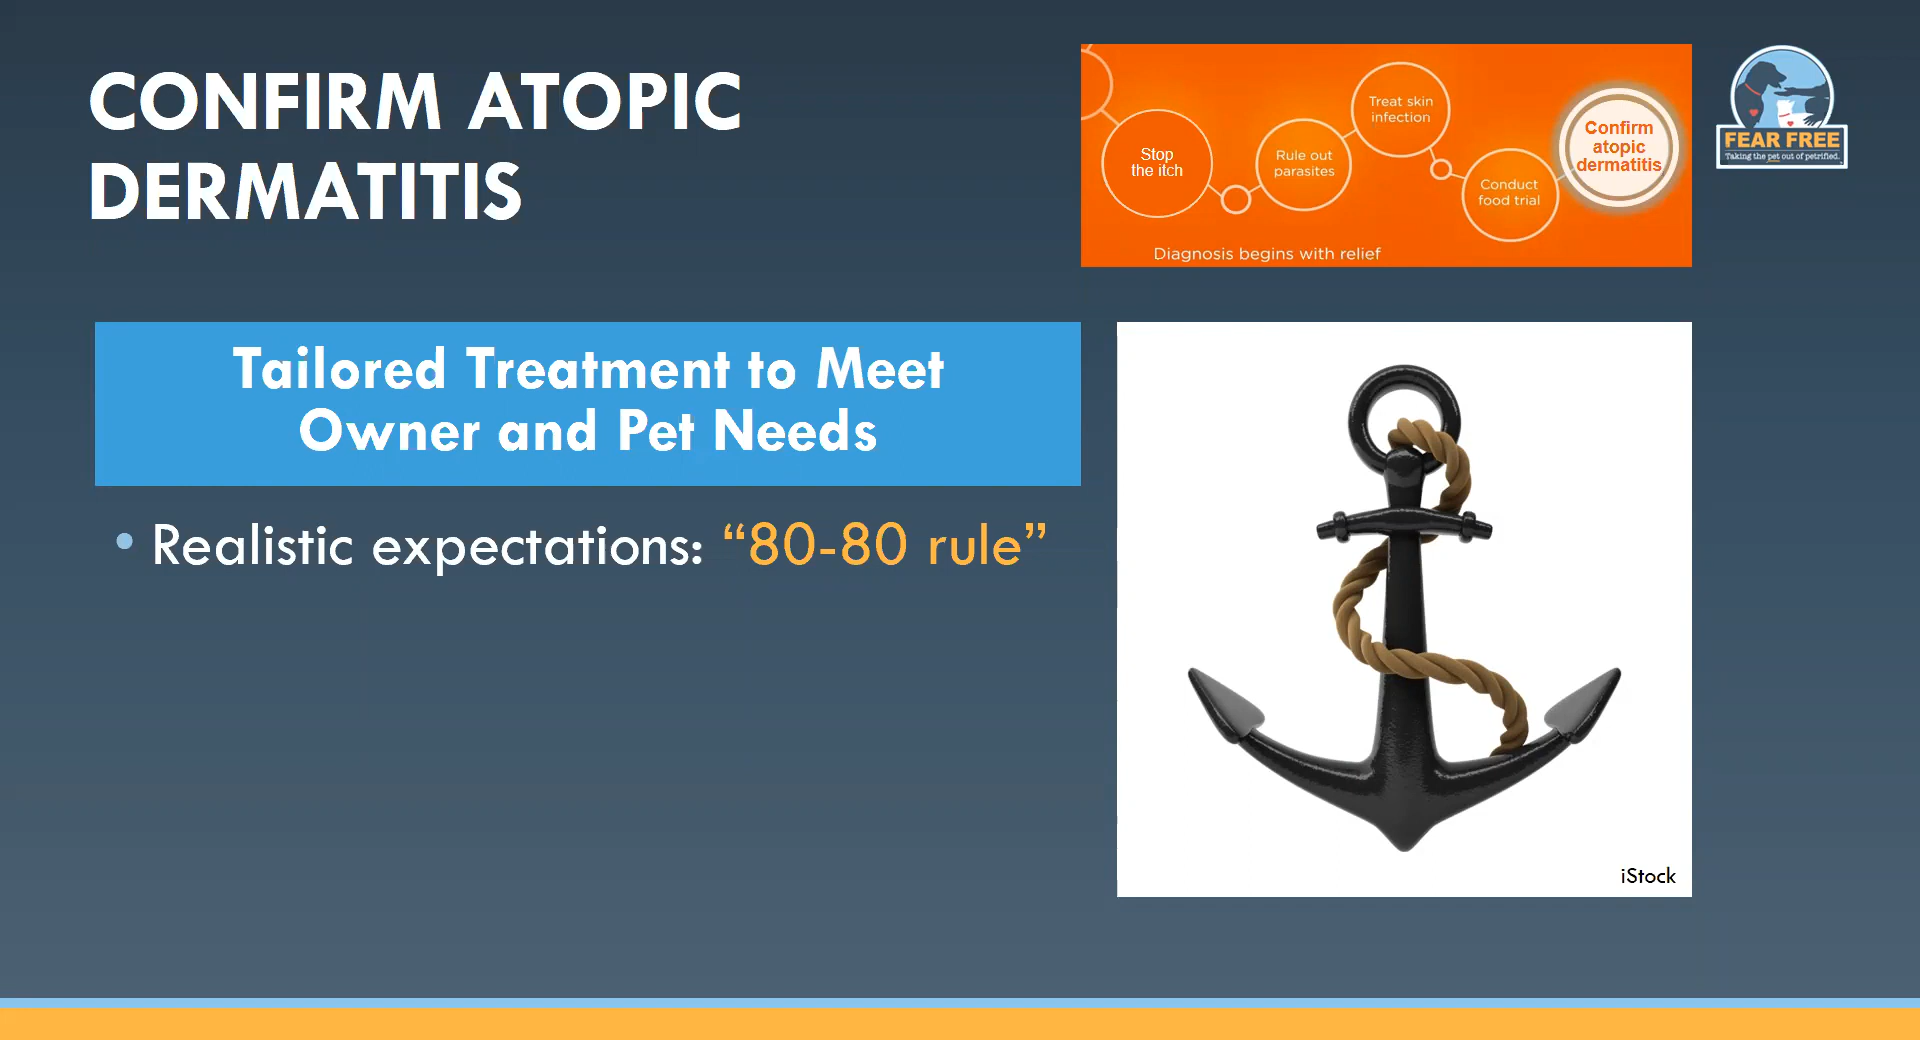 CONFIRM ATOPIC
DERMATITIS
Stop
the itch
Rule out
parasites
Treat skin
infection
Conduct
food trial
Confirm
atopic
dermatitis
Diagnosis begins with relief
FEAR FREE
Taking the pet out of petrified.
Tailored Treatment to Meet
Owner and Pet Needs
• Realistic expectations: “80-80 rule”
iStock